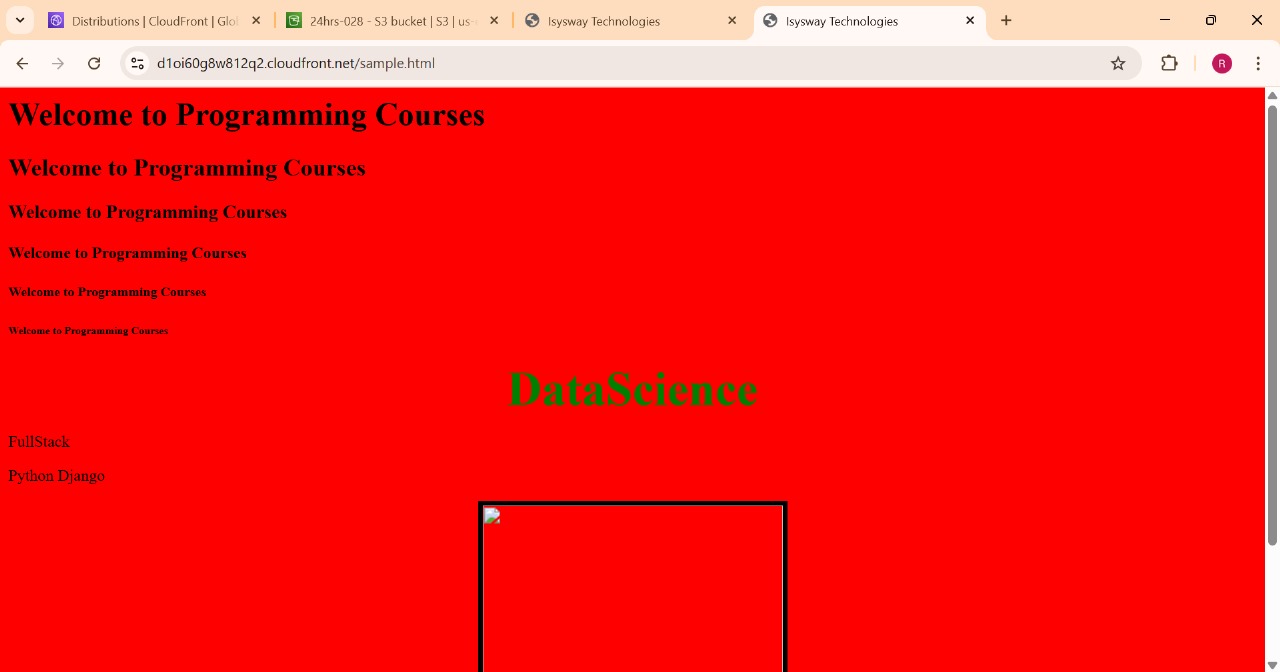 Distributions | CloudFront | Glo
24hrs-028 - S3 bucket | S3 | us-
Isysway Technologies
Isysway Technologies
d1oi60g8w812q2.cloudfront.net/sample.html
R
Welcome to Programming Courses
Welcome to Programming Courses
Welcome to Programming Courses
Welcome to Programming Courses
Welcome to Programming Courses
Welcome to Programming Courses
DataScience
FullStack
Python Django